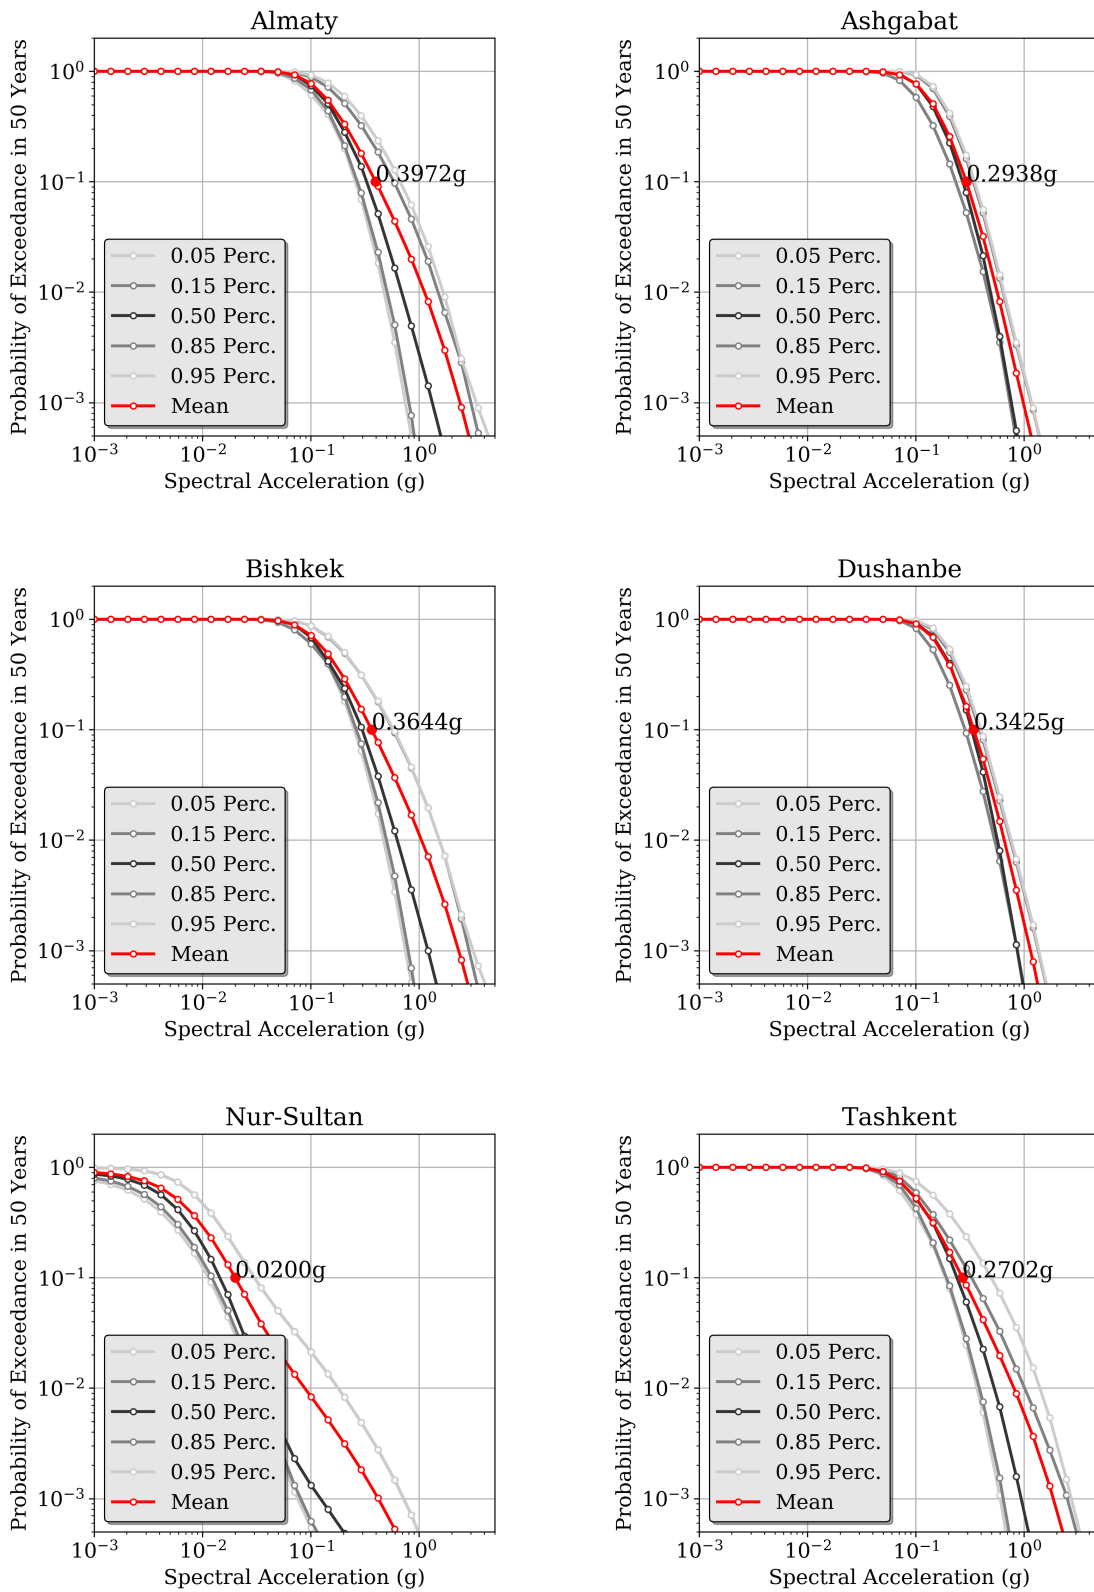 Almaty
Probability of Exceedance in 50 Years
10^0
10^-1
10^-2
10^-3
0.3972g
0.05 Perc.
0.15 Perc.
0.50 Perc.
0.85 Perc.
0.95 Perc.
Mean
10^-3 10^-2 10^-1 10^0
Spectral Acceleration (g)
Ashgabat
Probability of Exceedance in 50 Years
10^0
10^-1
10^-2
10^-3
0.2938g
0.05 Perc.
0.15 Perc.
0.50 Perc.
0.85 Perc.
0.95 Perc.
Mean
10^-3 10^-2 10^-1 10^0
Spectral Acceleration (g)
Bishkek
Probability of Exceedance in 50 Years
10^0
10^-1
10^-2
10^-3
0.3644g
0.05 Perc.
0.15 Perc.
0.50 Perc.
0.85 Perc.
0.95 Perc.
Mean
10^-3 10^-2 10^-1 10^0
Spectral Acceleration (g)
Dushanbe
Probability of Exceedance in 50 Years
10^0
10^-1
10^-2
10^-3
0.3425g
0.05 Perc.
0.15 Perc.
0.50 Perc.
0.85 Perc.
0.95 Perc.
Mean
10^-3 10^-2 10^-1 10^0
Spectral Acceleration (g)
Nur-Sultan
Probability of Exceedance in 50 Years
10^0
10^-1
10^-2
10^-3
0.0200g
0.05 Perc.
0.15 Perc.
0.50 Perc.
0.85 Perc.
0.95 Perc.
Mean
10^-3 10^-2 10^-1 10^0
Spectral Acceleration (g)
Tashkent
Probability of Exceedance in 50 Years
10^0
10^-1
10^-2
10^-3
0.2702g
0.05 Perc.
0.15 Perc.
0.50 Perc.
0.85 Perc.
0.95 Perc.
Mean
10^-3 10^-2 10^-1 10^0
Spectral Acceleration (g)